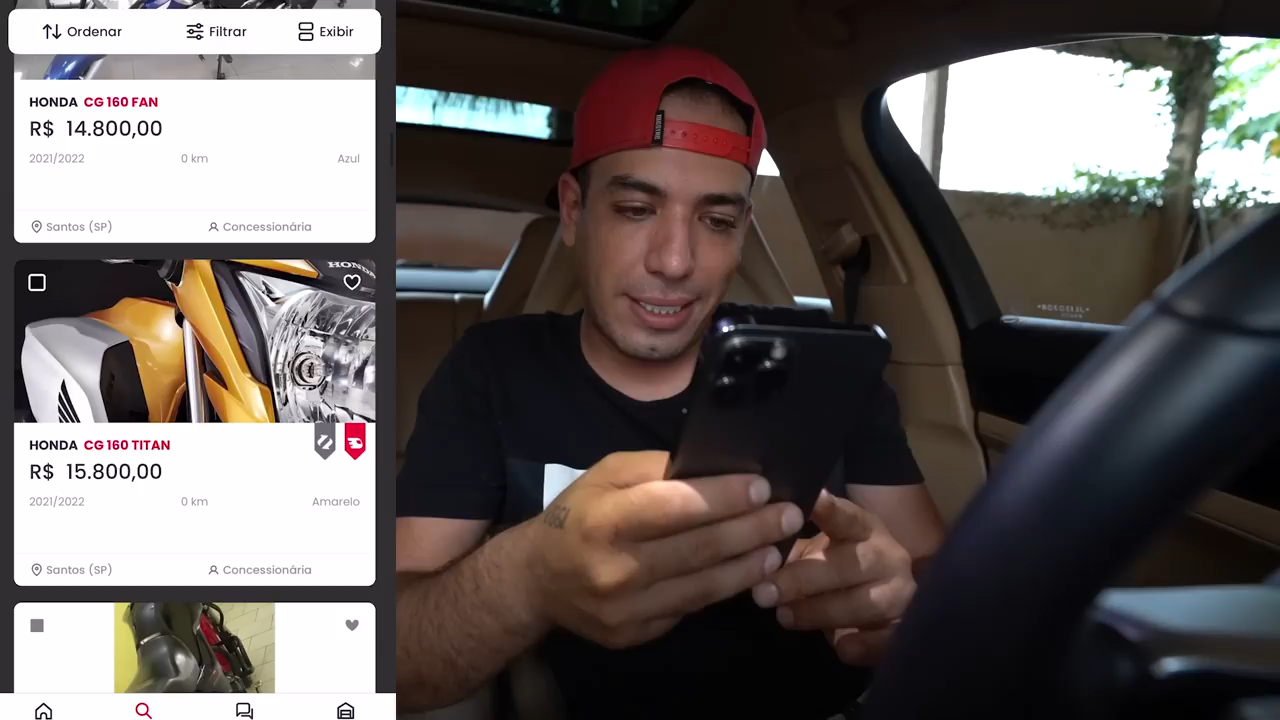 Ordenar
Filtrar
Exibir
HONDA CG 160 FAN
R$ 14.800,00
2021/2022
0 km
Azul
Santos (SP)
Concessionária
HONDA
HONDA CG 160 TITAN
R$ 15.800,00
2021/2022
0 km
Amarelo
Santos (SP)
Concessionária